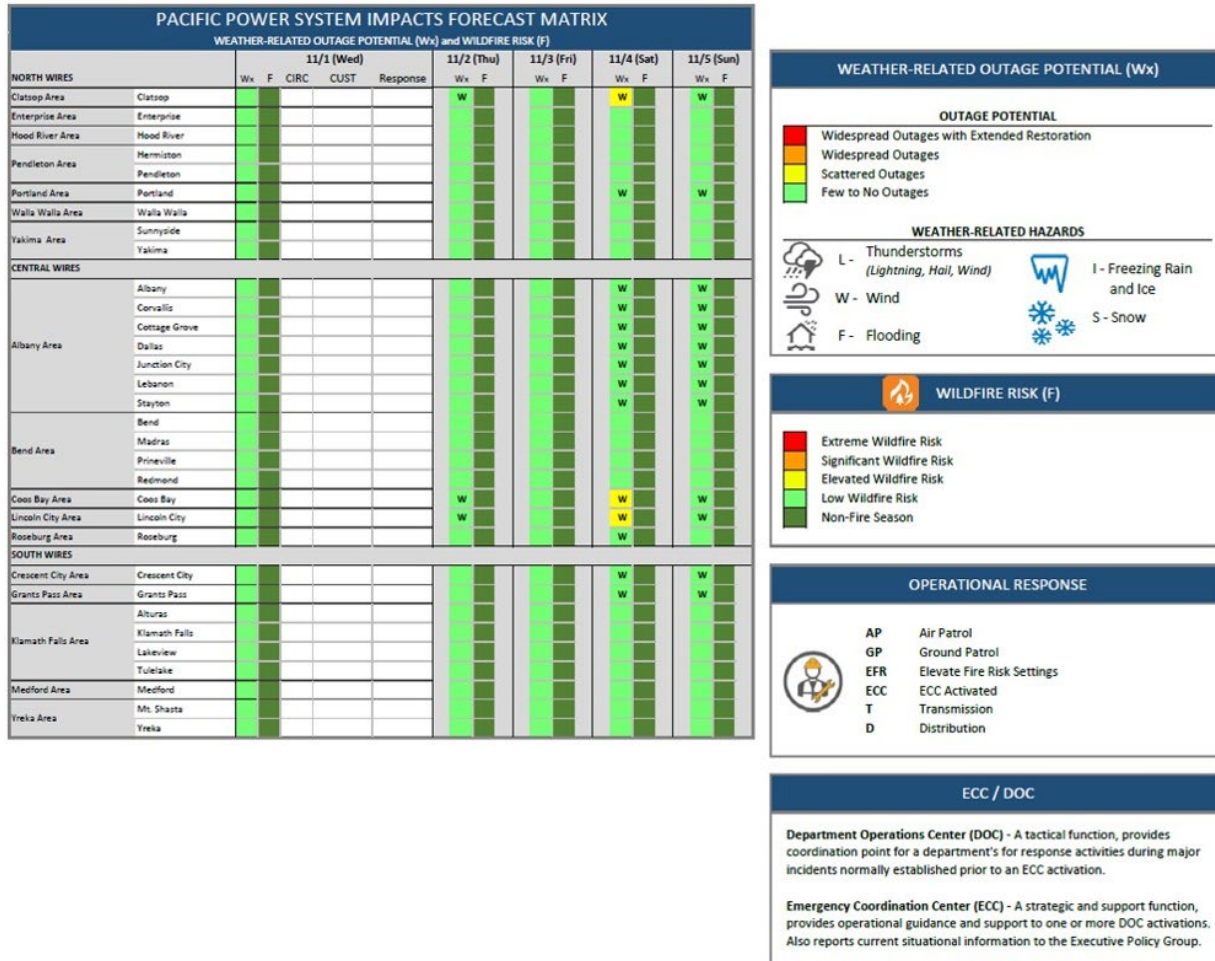 PACIFIC POWER SYSTEM IMPACTS FORECAST MATRIX
WEATHER-RELATED OUTAGE POTENTIAL (Wx) and WILDFIRE RISK (F)
11/1 (Wed) 11/2 (Thu) 11/3 (Fri) 11/4 (Sat) 11/5 (Sun)
NORTH WIRES Wx F CIRC CUST Response Wx F Wx F Wx F Wx F
Clatsop Area Clatsop W W W
Enterprise Area Enterprise
Hood River Area Hood River
Pendleton Area Hermiston
Pendleton
Portland Area Portland W W
Walla Walla Area Walla Walla
Yakima Area Sunnyside
Yakima
CENTRAL WIRES
Albany Area Albany W W
Corvallis W W
Cottage Grove W W
Dallas W W
Junction City W W
Lebanon W W
Stayton W W
Bend Area Bend
Madras
Prineville
Redmond
Coos Bay Area Coos Bay W W W
Lincoln City Area Lincoln City W W W
Roseburg Area Roseburg W
SOUTH WIRES
Crescent City Area Crescent City W W
Grants Pass Area Grants Pass W W
Klamath Falls Area Alturas
Klamath Falls
Lakeview
Tulelake
Medford Area Medford
Yreka Area Mt. Shasta
Yreka
WEATHER-RELATED OUTAGE POTENTIAL (Wx)
OUTAGE POTENTIAL
Widespread Outages with Extended Restoration
Widespread Outages
Scattered Outages
Few to No Outages
WEATHER-RELATED HAZARDS
L - Thunderstorms
(Lightning, Hail, Wind)
W - Wind
F - Flooding
I - Freezing Rain
and Ice
S - Snow
WILDFIRE RISK (F)
Extreme Wildfire Risk
Significant Wildfire Risk
Elevated Wildfire Risk
Low Wildfire Risk
Non-Fire Season
OPERATIONAL RESPONSE
AP Air Patrol
GP Ground Patrol
EFR Elevate Fire Risk Settings
ECC ECC Activated
T Transmission
D Distribution
ECC / DOC
Department Operations Center (DOC) - A tactical function, provides
coordination point for a department's for response activities during major
incidents normally established prior to an ECC activation.
Emergency Coordination Center (ECC) - A strategic and support function,
provides operational guidance and support to one or more DOC activations.
Also reports current situational information to the Executive Policy Group.